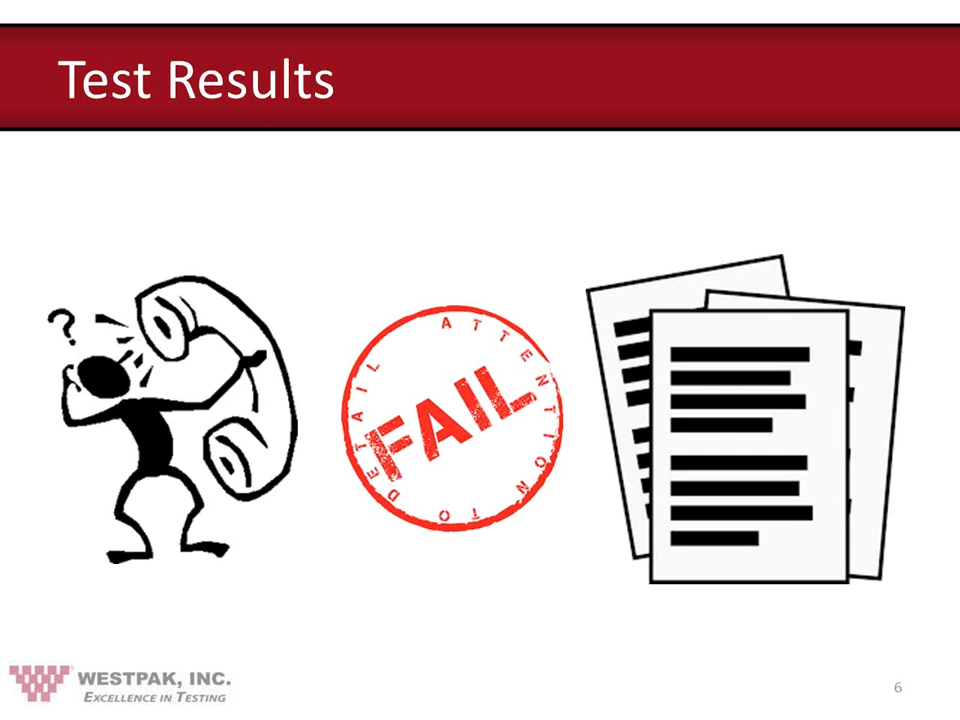 Test Results
?
ATTENTION TO DETAIL
FAIL
WESTPAK, INC.
EXCELLENCE IN TESTING
6